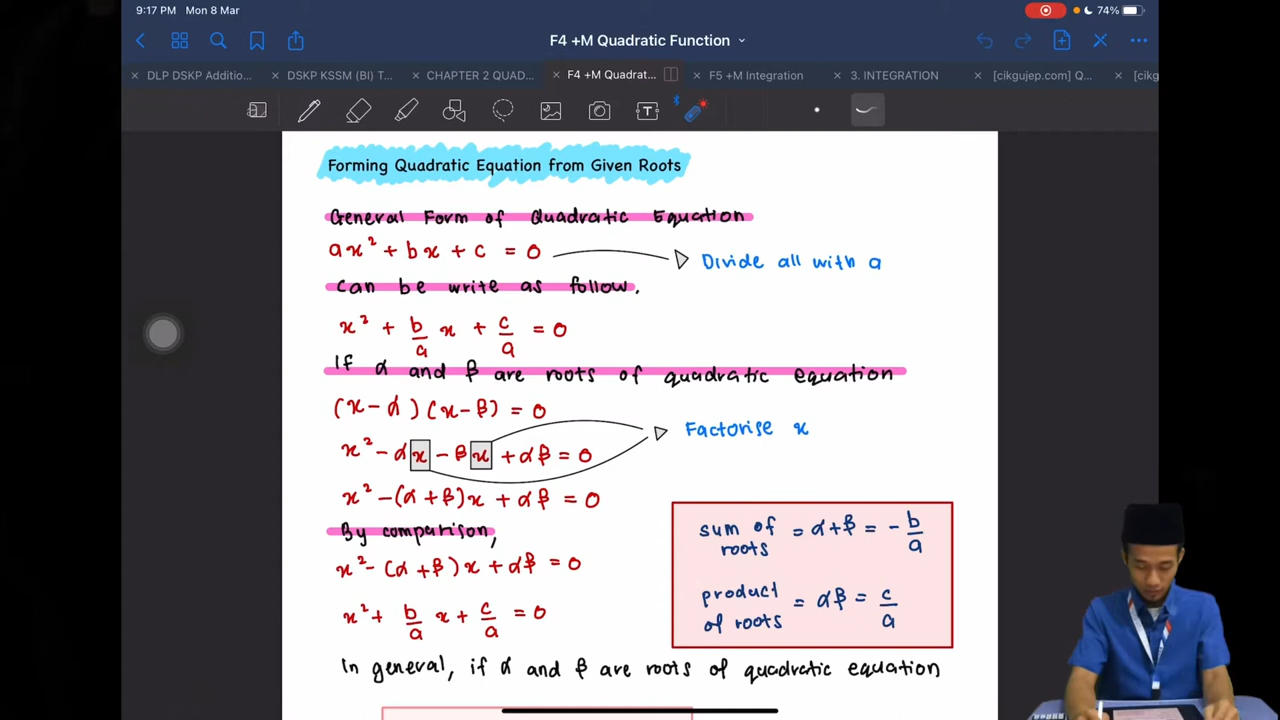 9:17 PM Mon 8 Mar
74%
F4 +M Quadratic Function
DLP DSKP Additio...
DSKP KSSM (BI) T...
CHAPTER 2 QUAD...
F4 +M Quadrat...
F5 +M Integration
3. INTEGRATION
[cikgujep.com] Q...
[cikg
Forming Quadratic Equation from Given Roots
General Form of Quadratic Equation
ax² + bx + c = 0
Divide all with a
can be write as follow.
x² + b/a x + c/a = 0
If α and β are roots of quadratic equation
(x-α)(x-β) = 0
Factorise x
x² - αx - βx + αβ = 0
x² -(α+β)x + αβ = 0
By comparison,
x² - (α+β)x + αβ = 0
x² + b/a x + c/a = 0
sum of roots = α+β = - b/a
product of roots = αβ = c/a
In general, if α and β are roots of quadratic equation